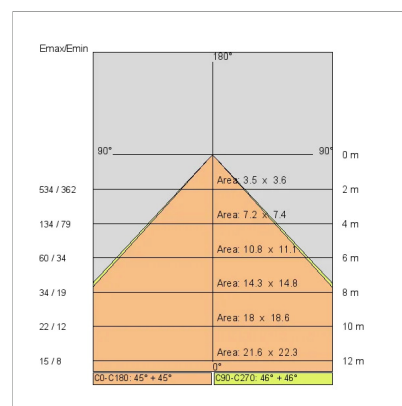 Emax/Emin
180°
90° 90° 0 m
Area: 3.5 x 3.6
534 / 362 2 m
Area: 7.2 x 7.4
134 / 79 4 m
Area: 10.8 x 11.1
60 / 34 6 m
Area: 14.3 x 14.8
34 / 19 8 m
Area: 18 x 18.6
22 / 12 10 m
Area: 21.6 x 22.3
15 / 8 12 m
0°
C0-C180: 45° + 45° C90-C270: 46° + 46°